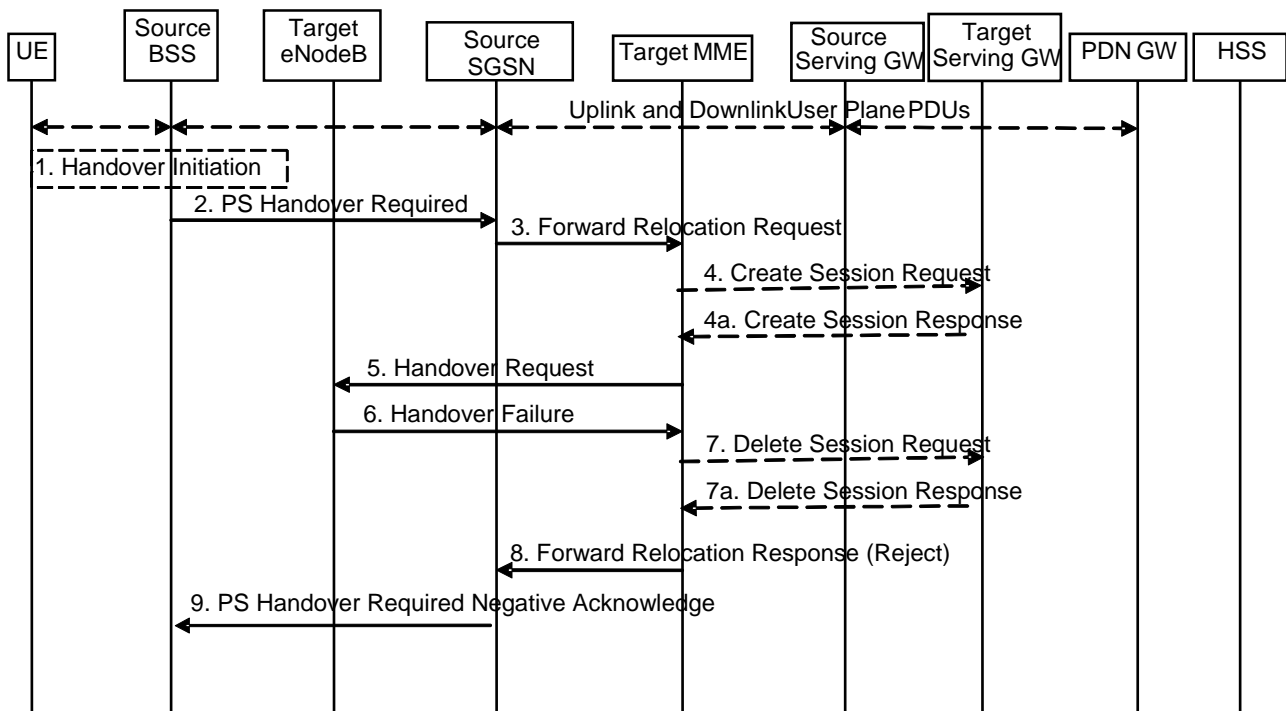 UE
Source
BSS
Target
eNodeB
Source
SGSN
Target MME
Source
Serving GW
Target
Serving GW
PDN GW
HSS
Uplink and DownlinkUser Plane PDUs
1. Handover Initiation
2. PS Handover Required
3. Forward Relocation Request
4. Create Session Request
4a. Create Session Response
5. Handover Request
6. Handover Failure
7. Delete Session Request
7a. Delete Session Response
8. Forward Relocation Response (Reject)
9. PS Handover Required Negative Acknowledge